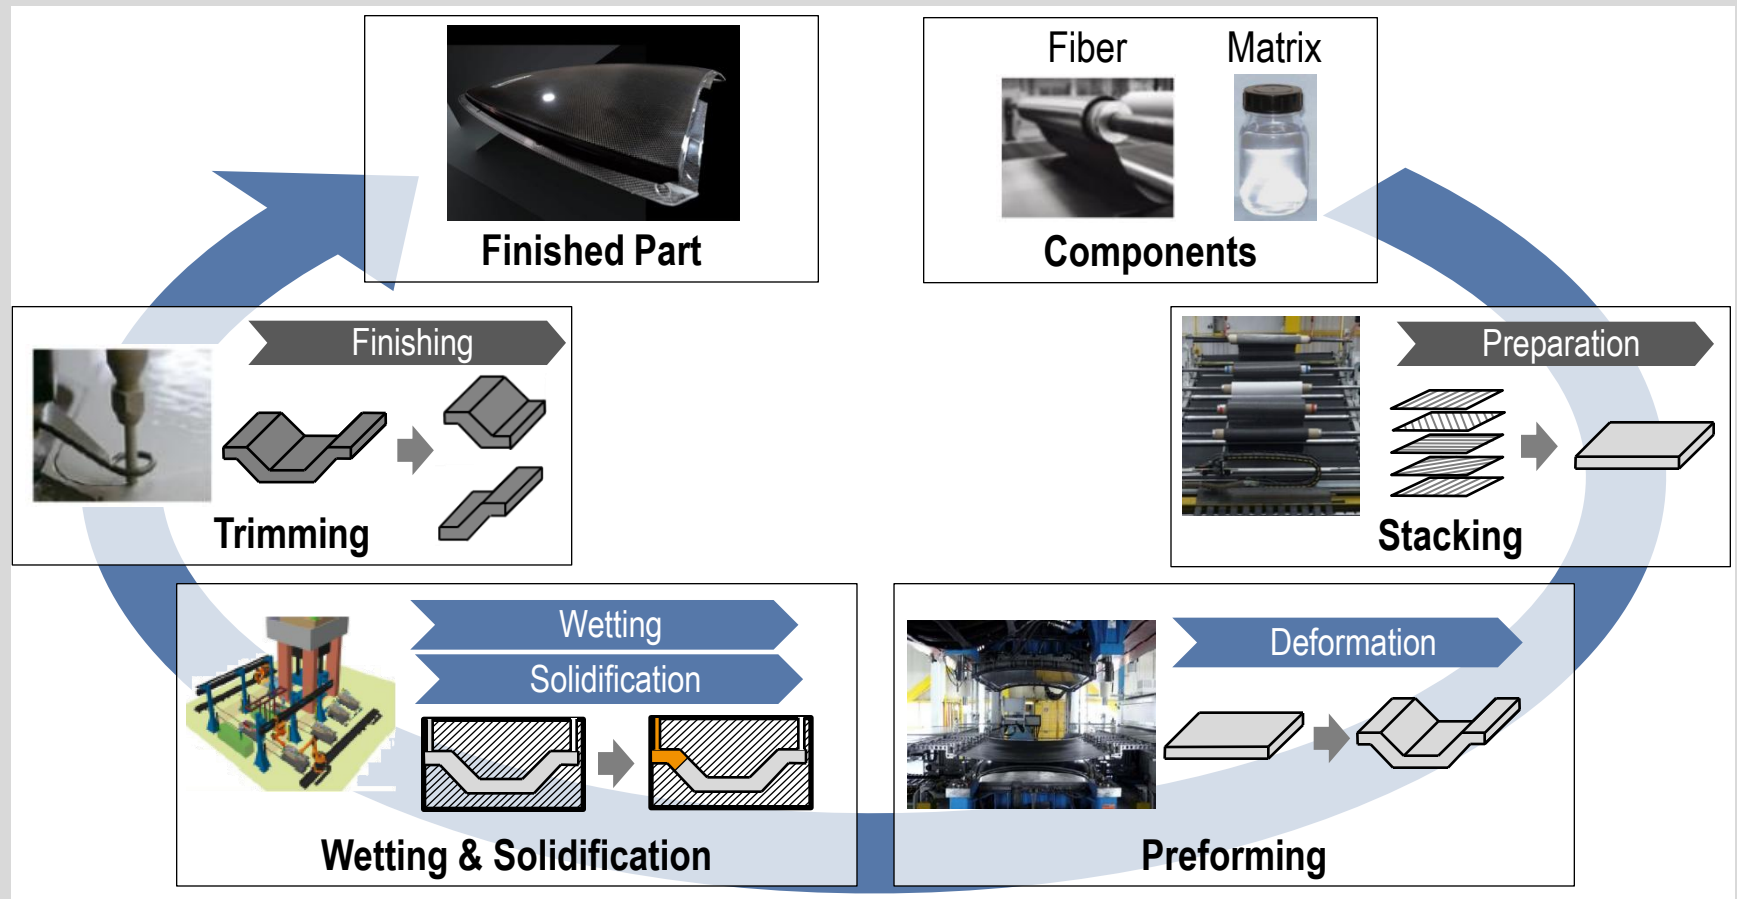 Fiber
Matrix
Components
Preparation
Stacking
Deformation
Preforming
Wetting
Solidification
Wetting & Solidification
Finishing
Trimming
Finished Part